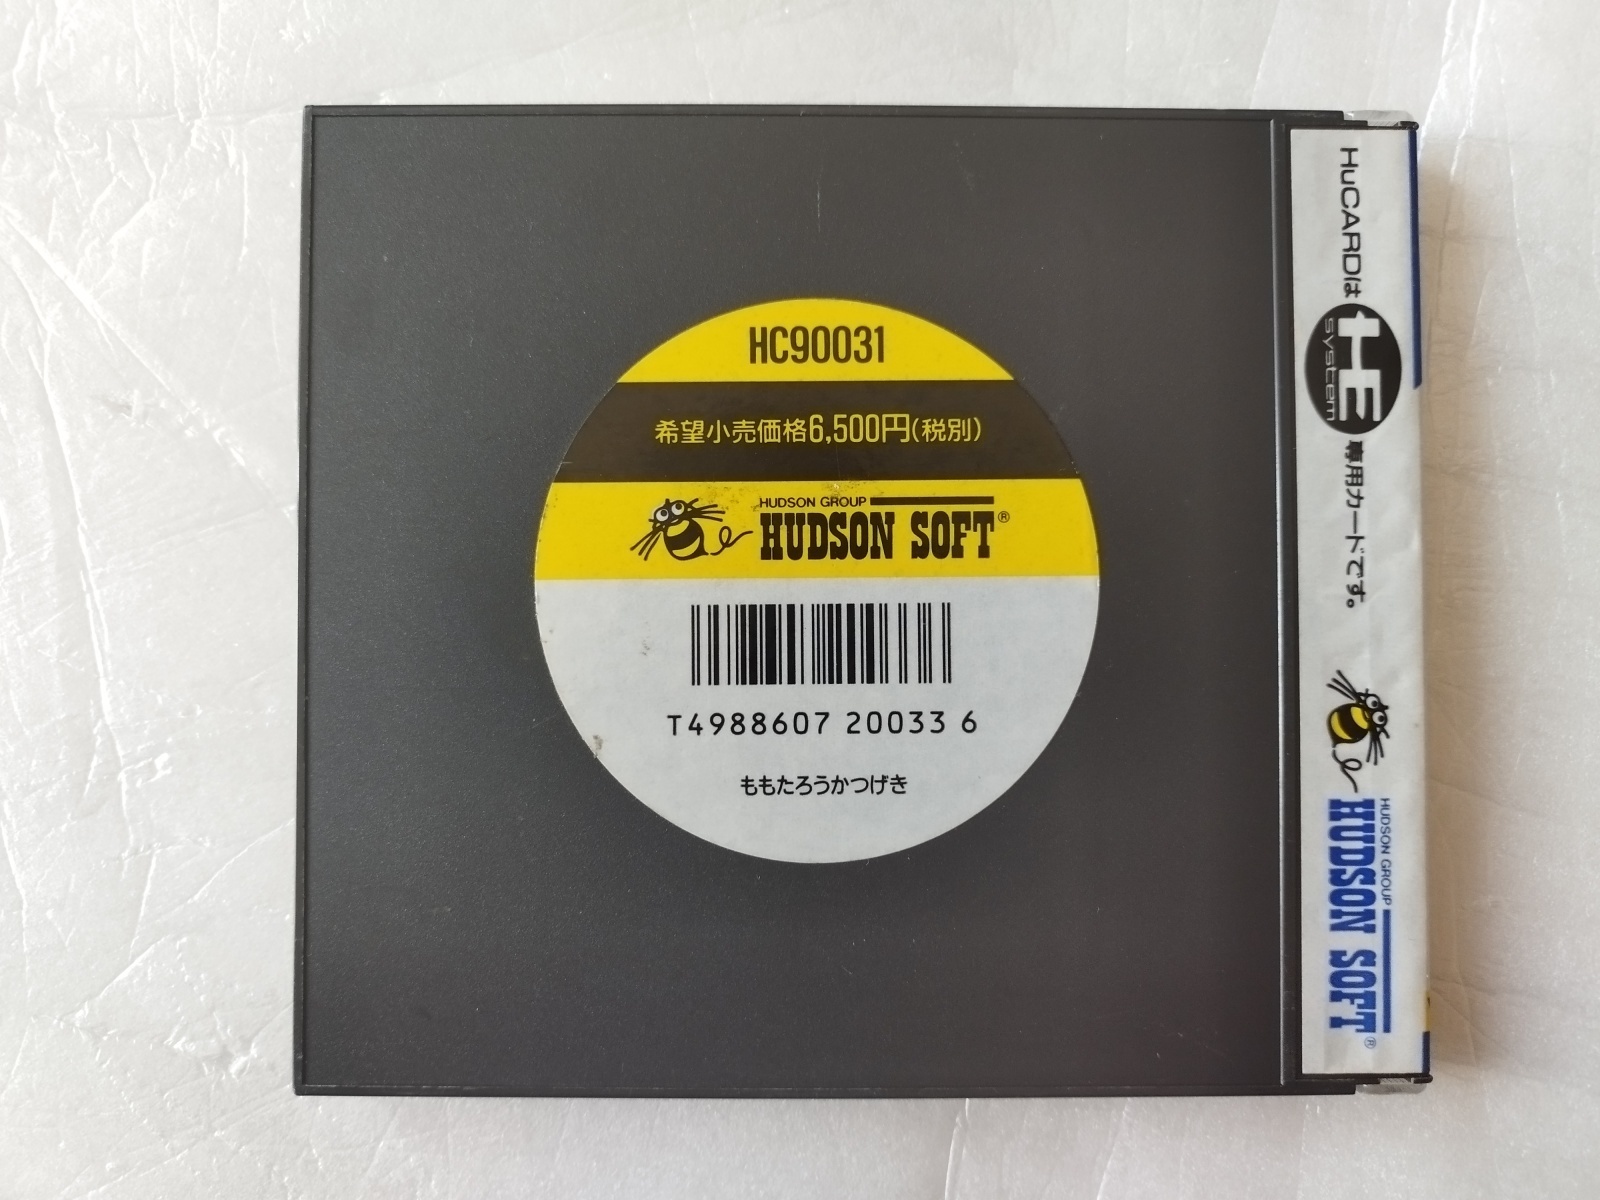 HC90031
希望小売価格6,500円(税別)
HUDSON GROUP
HUDSON SOFT®
T4988607 20033 6
ももたろうかつげき
HuCARDは HE system 専用カードです。
HUDSON GROUP
HUDSON SOFT®